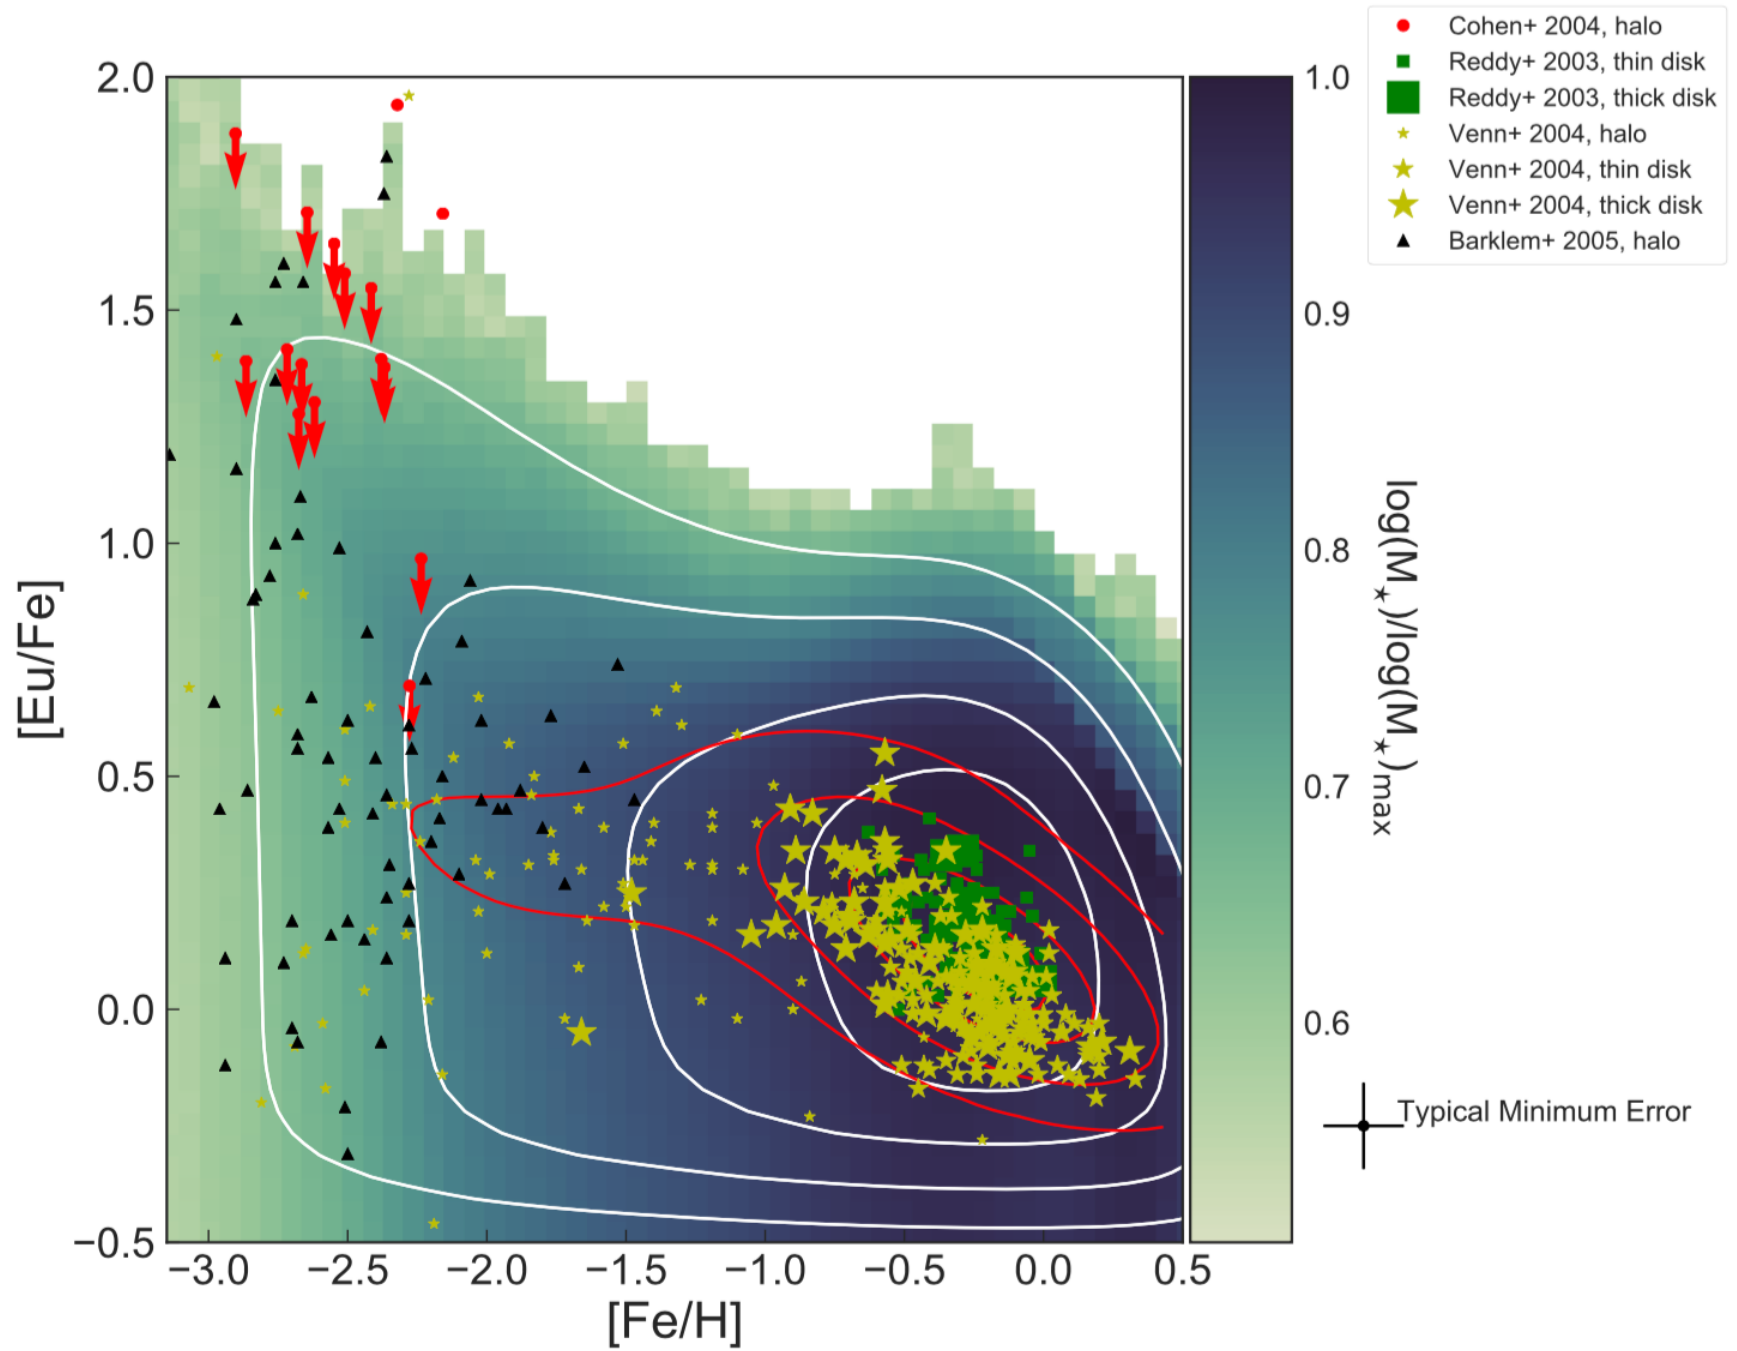 Cohen+ 2004, halo
Reddy+ 2003, thin disk
Reddy+ 2003, thick disk
Venn+ 2004, halo
Venn+ 2004, thin disk
Venn+ 2004, thick disk
Barklem+ 2005, halo
2.0
1.5
1.0
0.5
0.0
−0.5
[Eu/Fe]
−3.0 −2.5 −2.0 −1.5 −1.0 −0.5 0.0 0.5
[Fe/H]
1.0
0.9
0.8
0.7
0.6
log(M★)/log(M★)max
Typical Minimum Error